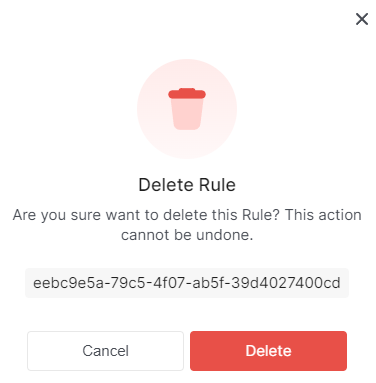 Delete Rule
Are you sure want to delete this Rule? This action
cannot be undone.
eebc9e5a-79c5-4f07-ab5f-39d4027400cd
Cancel
Delete